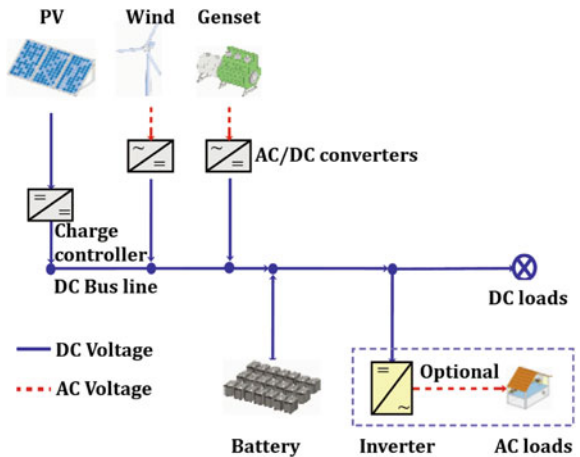 PV
Wind
Genset
AC/DC converters
Charge
controller
DC Bus line
DC loads
DC Voltage
AC Voltage
Optional
Battery
Inverter
AC loads